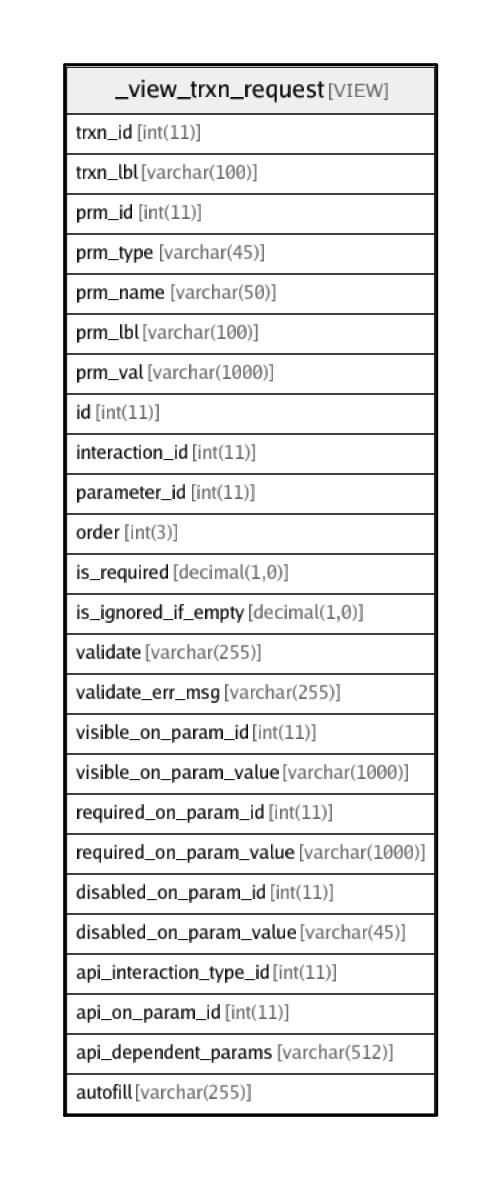 _view_trxn_request [VIEW]
trxn_id [int(11)]
trxn_lbl [varchar(100)]
prm_id [int(11)]
prm_type [varchar(45)]
prm_name [varchar(50)]
prm_lbl [varchar(100)]
prm_val [varchar(1000)]
id [int(11)]
interaction_id [int(11)]
parameter_id [int(11)]
order [int(3)]
is_required [decimal(1,0)]
is_ignored_if_empty [decimal(1,0)]
validate [varchar(255)]
validate_err_msg [varchar(255)]
visible_on_param_id [int(11)]
visible_on_param_value [varchar(1000)]
required_on_param_id [int(11)]
required_on_param_value [varchar(1000)]
disabled_on_param_id [int(11)]
disabled_on_param_value [varchar(45)]
api_interaction_type_id [int(11)]
api_on_param_id [int(11)]
api_dependent_params [varchar(512)]
autofill [varchar(255)]